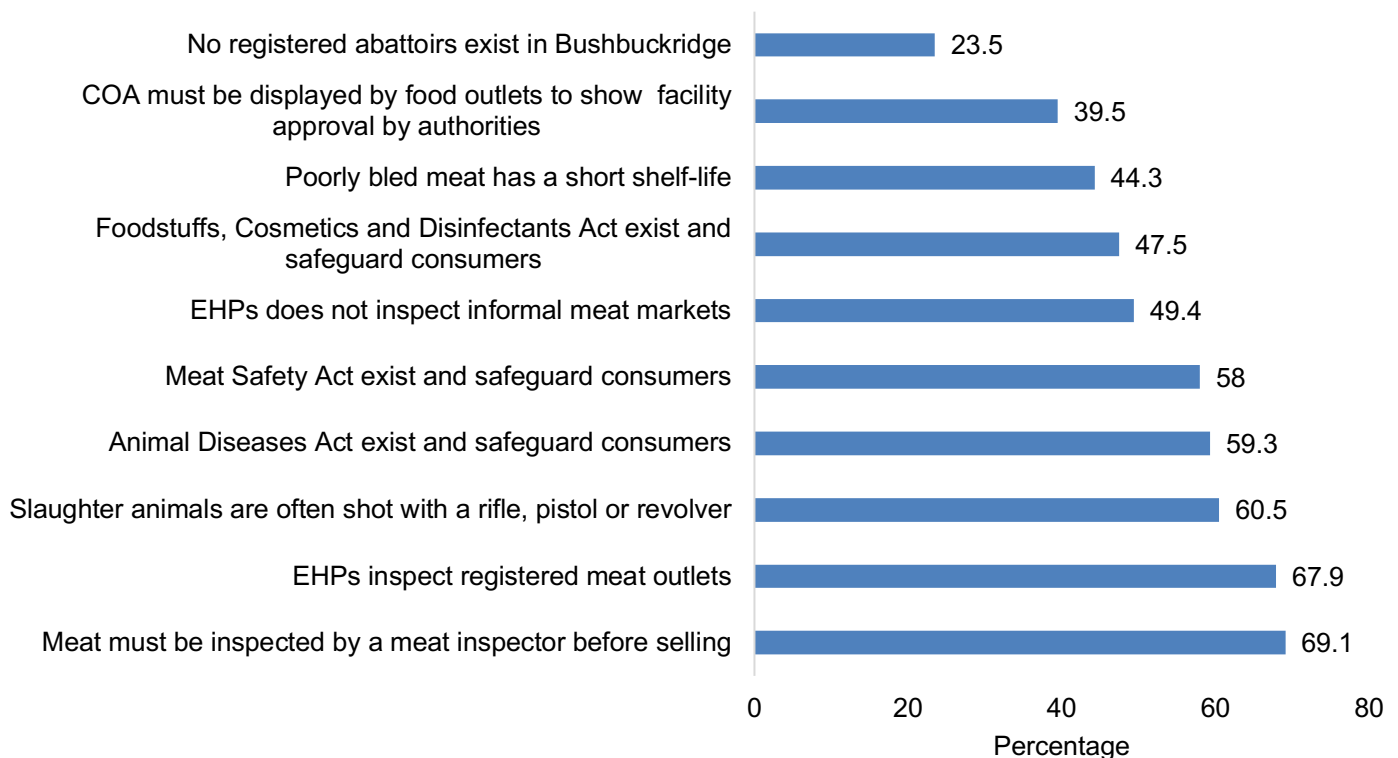 No registered abattoirs exist in Bushbuckridge
23.5
COA must be displayed by food outlets to show facility
approval by authorities
39.5
Poorly bled meat has a short shelf-life
44.3
Foodstuffs, Cosmetics and Disinfectants Act exist and
safeguard consumers
47.5
EHPs does not inspect informal meat markets
49.4
Meat Safety Act exist and safeguard consumers
58
Animal Diseases Act exist and safeguard consumers
59.3
Slaughter animals are often shot with a rifle, pistol or revolver
60.5
EHPs inspect registered meat outlets
67.9
Meat must be inspected by a meat inspector before selling
69.1
0 20 40 60 80
Percentage